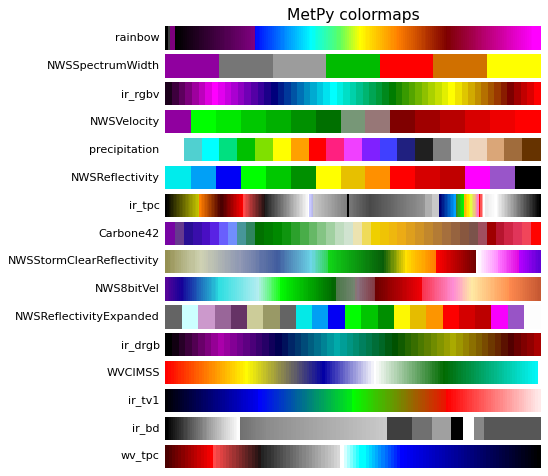 MetPy colormaps
rainbow
NWSSpectrumWidth
ir_rgbv
NWSVelocity
precipitation
NWSReflectivity
ir_tpc
Carbone42
NWSStormClearReflectivity
NWS8bitVel
NWSReflectivityExpanded
ir_drgb
WVCIMSS
ir_tv1
ir_bd
wv_tpc